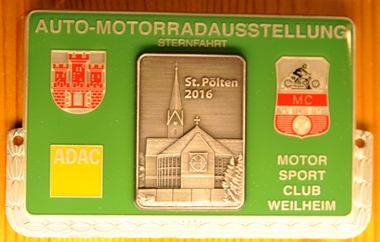 AUTO-MOTORRADAUSSTELLUNG
STERNFAHRT
St. Pölten
2016
MC
ADAC
MOTOR
SPORT
CLUB
WEILHEIM